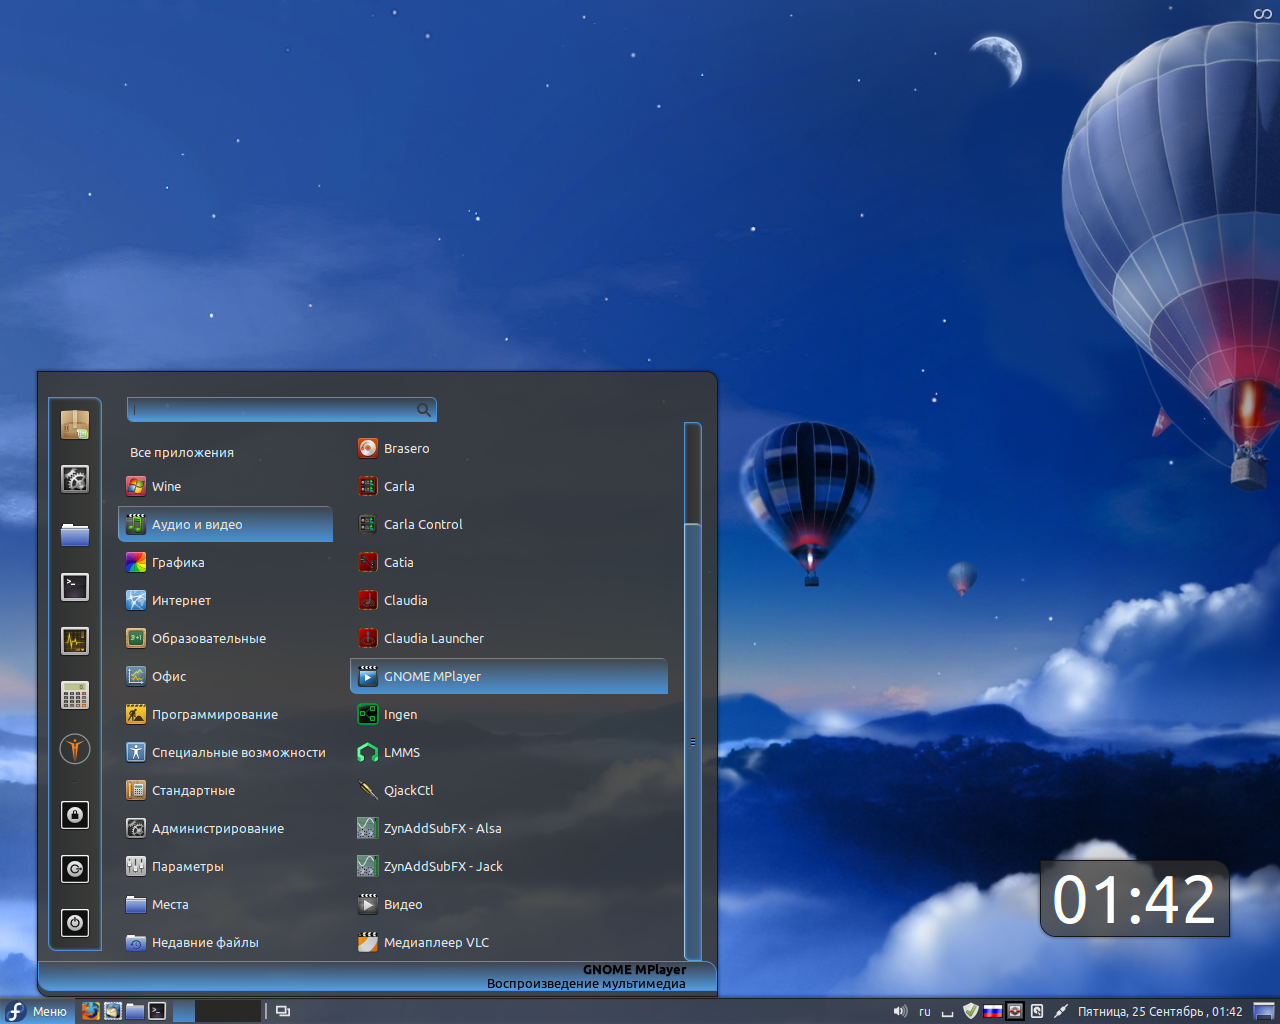 Все приложения
Wine
Аудио и видео
Графика
Интернет
Образовательные
Офис
Программирование
Специальные возможности
Стандартные
Администрирование
Параметры
Места
Недавние файлы
Brasero
Carla
Carla Control
Catia
Claudia
Claudia Launcher
GNOME MPlayer
Ingen
LMMS
QjackCtl
ZynAddSubFX - Alsa
ZynAddSubFX - Jack
Видео
Медиаплеер VLC
GNOME MPlayer
Воспроизведение мультимедиа
01:42
Меню
ru
Пятница, 25 Сентябрь , 01:42